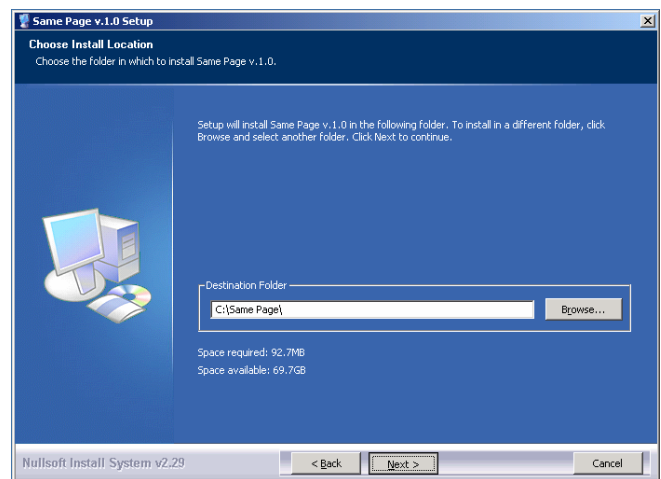 Same Page v.1.0 Setup
Choose Install Location
Choose the folder in which to install Same Page v.1.0.
Setup will install Same Page v.1.0 in the following folder. To install in a different folder, click
Browse and select another folder. Click Next to continue.
Destination Folder
C:\Same Page\
Browse...
Space required: 92.7MB
Space available: 69.7GB
Nullsoft Install System v2.29
< Back
Next >
Cancel